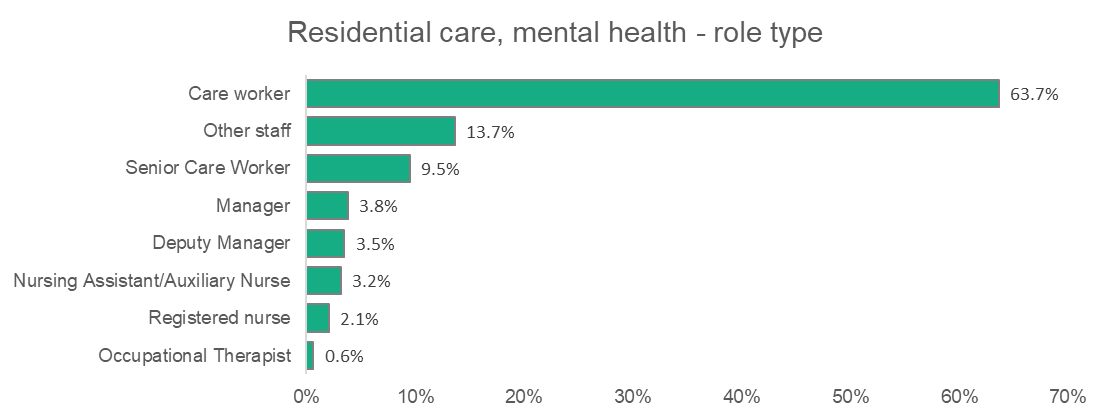 Residential care, mental health - role type
Care worker 63.7%
Other staff 13.7%
Senior Care Worker 9.5%
Manager 3.8%
Deputy Manager 3.5%
Nursing Assistant/Auxiliary Nurse 3.2%
Registered nurse 2.1%
Occupational Therapist 0.6%
0% 10% 20% 30% 40% 50% 60% 70%